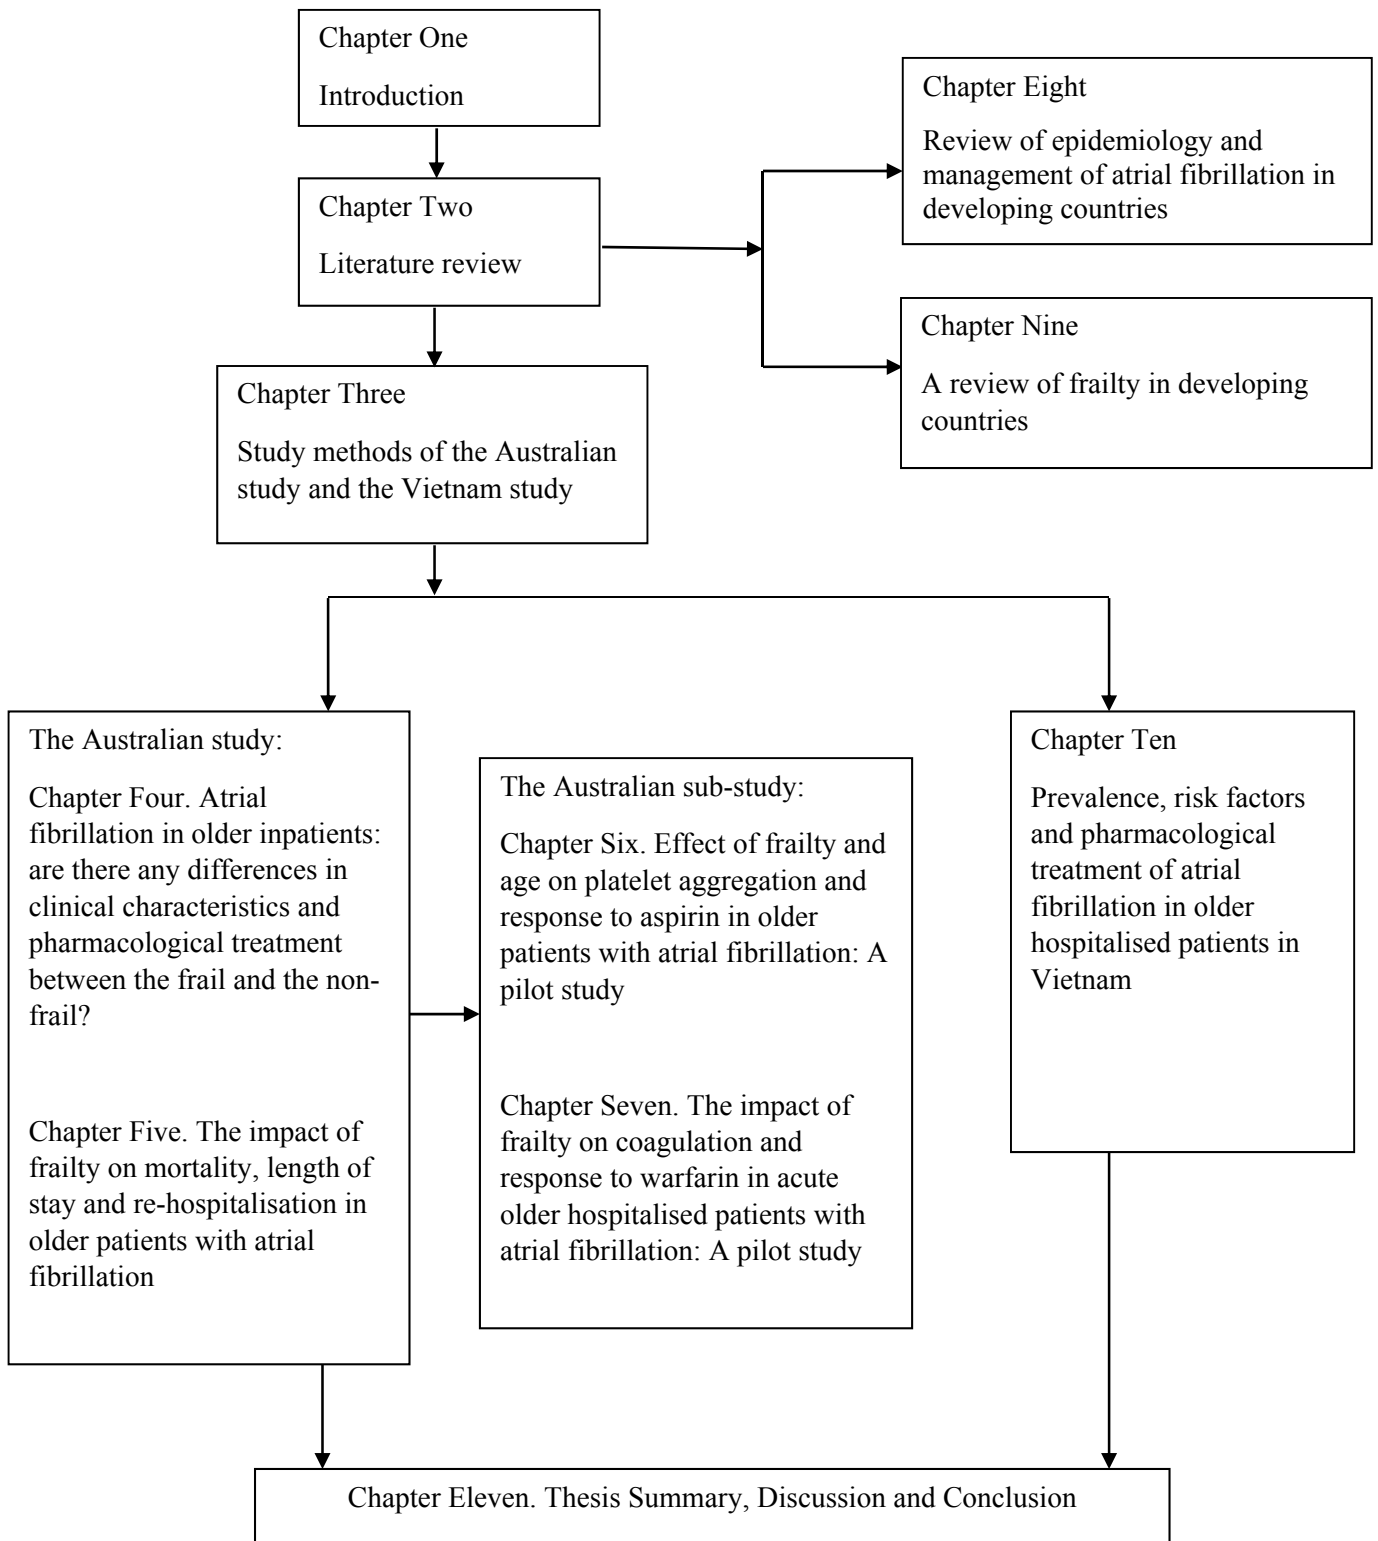 Chapter One
Introduction
Chapter Two
Literature review
Chapter Eight
Review of epidemiology and
management of atrial fibrillation in
developing countries
Chapter Nine
A review of frailty in developing
countries
Chapter Three
Study methods of the Australian
study and the Vietnam study
The Australian study:
Chapter Four. Atrial
fibrillation in older inpatients:
are there any differences in
clinical characteristics and
pharmacological treatment
between the frail and the non-
frail?
Chapter Five. The impact of
frailty on mortality, length of
stay and re-hospitalisation in
older patients with atrial
fibrillation
The Australian sub-study:
Chapter Six. Effect of frailty and
age on platelet aggregation and
response to aspirin in older
patients with atrial fibrillation: A
pilot study
Chapter Seven. The impact of
frailty on coagulation and
response to warfarin in acute
older hospitalised patients with
atrial fibrillation: A pilot study
Chapter Ten
Prevalence, risk factors
and pharmacological
treatment of atrial
fibrillation in older
hospitalised patients in
Vietnam
Chapter Eleven. Thesis Summary, Discussion and Conclusion